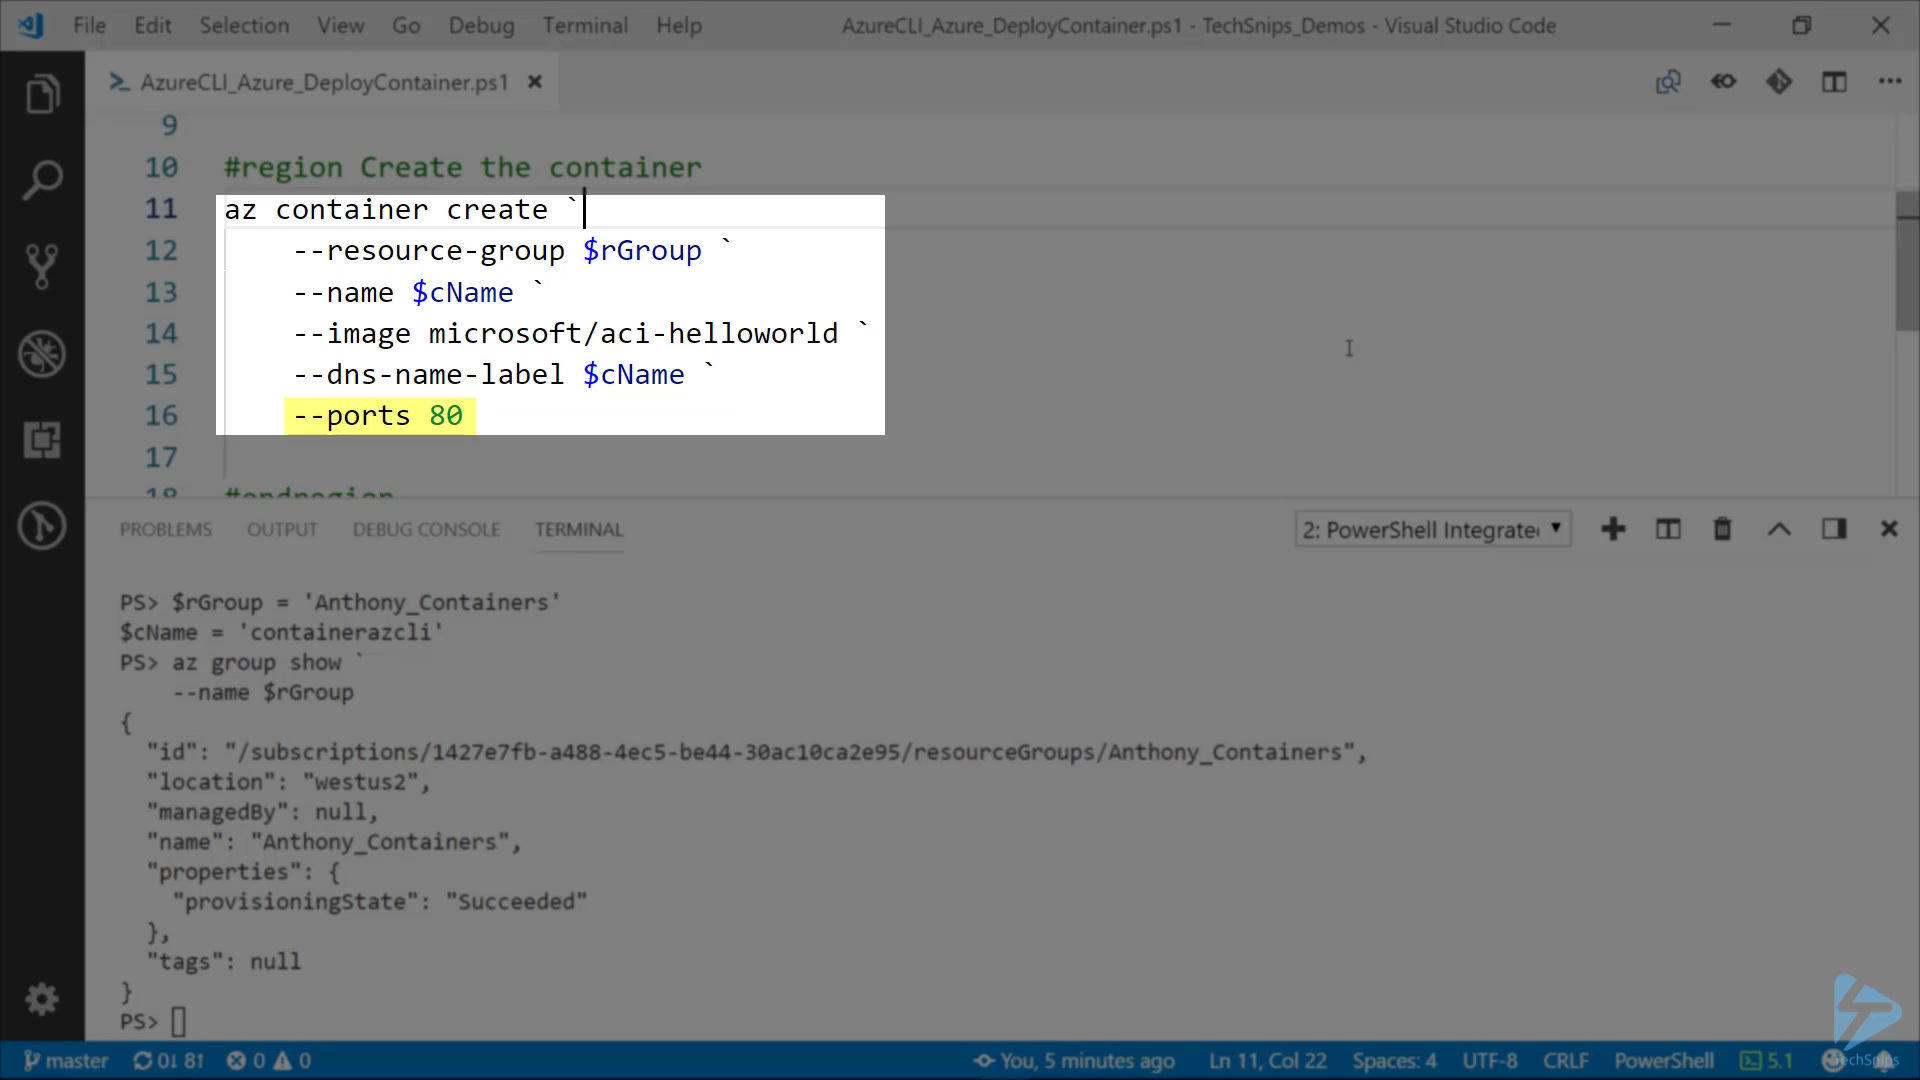 File Edit Selection View Go Debug Terminal Help AzureCLI_Azure_DeployContainer.ps1 - TechSnips_Demos - Visual Studio Code
AzureCLI_Azure_DeployContainer.ps1
9
10 #region Create the container
11 az container create `
12 --resource-group $rGroup `
13 --name $cName `
14 --image microsoft/aci-helloworld `
15 --dns-name-label $cName `
16 --ports 80
17
18 #endregion
PROBLEMS OUTPUT DEBUG CONSOLE TERMINAL 2: PowerShell Integrate
PS> $rGroup = 'Anthony_Containers'
$cName = 'containerazcli'
PS> az group show `
--name $rGroup
{
"id": "/subscriptions/1427e7fb-a488-4ec5-be44-30ac10ca2e95/resourceGroups/Anthony_Containers",
"location": "westus2",
"managedBy": null,
"name": "Anthony_Containers",
"properties": {
"provisioningState": "Succeeded"
},
"tags": null
}
PS>
master 0↓ 8↑ 0 0 You, 5 minutes ago Ln 11, Col 22 Spaces: 4 UTF-8 CRLF PowerShell 5.1
TechSnips